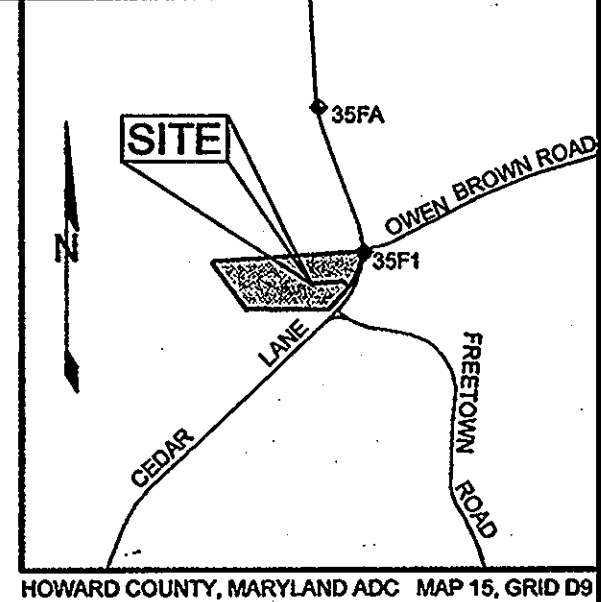 35FA
SITE
OWEN BROWN ROAD
N
35F1
CEDAR LANE
FREETOWN ROAD
HOWARD COUNTY, MARYLAND ADC MAP 15, GRID D9